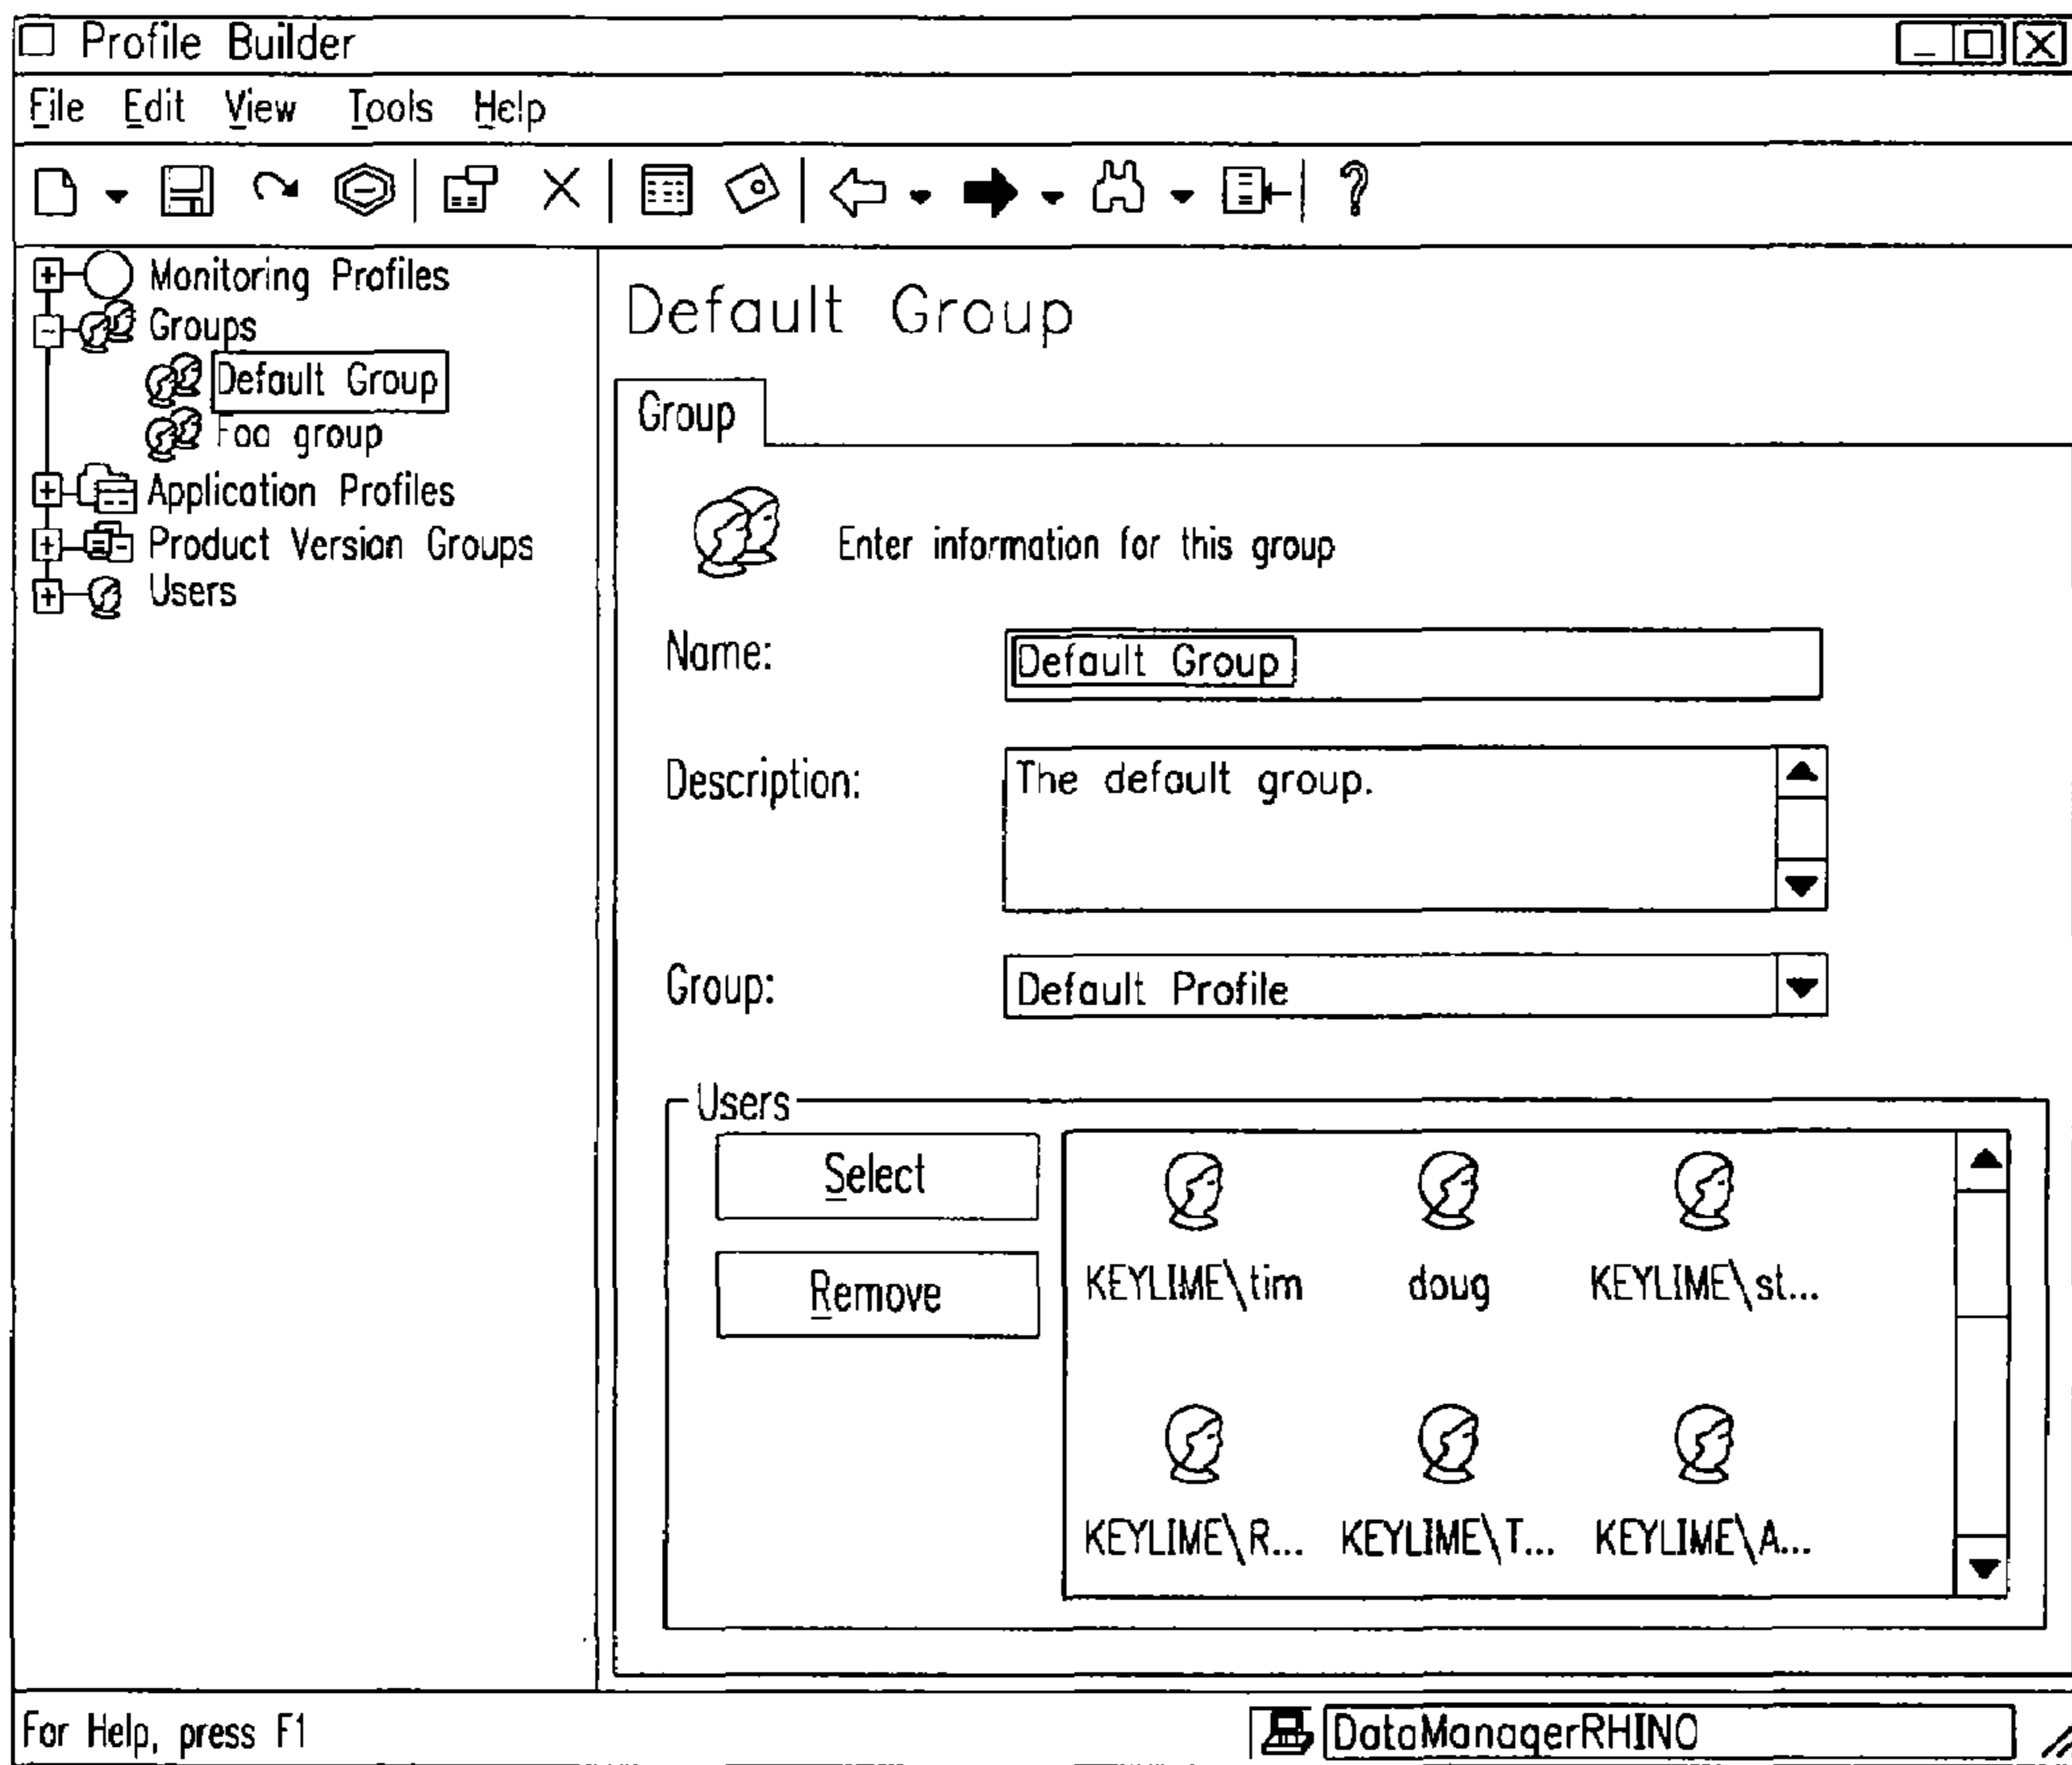 Profile Builder
File Edit View Tools Help
Monitoring Profiles
Groups
Default Group
Foo group
Application Profiles
Product Version Groups
Users
Default Group
Group
Enter information for this group
Name:
Default Group
Description:
The default group.
Group:
Default Profile
Users
Select
Remove
KEYLIME\tim doug KEYLIME\st...
KEYLIME\R... KEYLIME\T... KEYLIME\A...
For Help, press F1
DataManagerRHINO